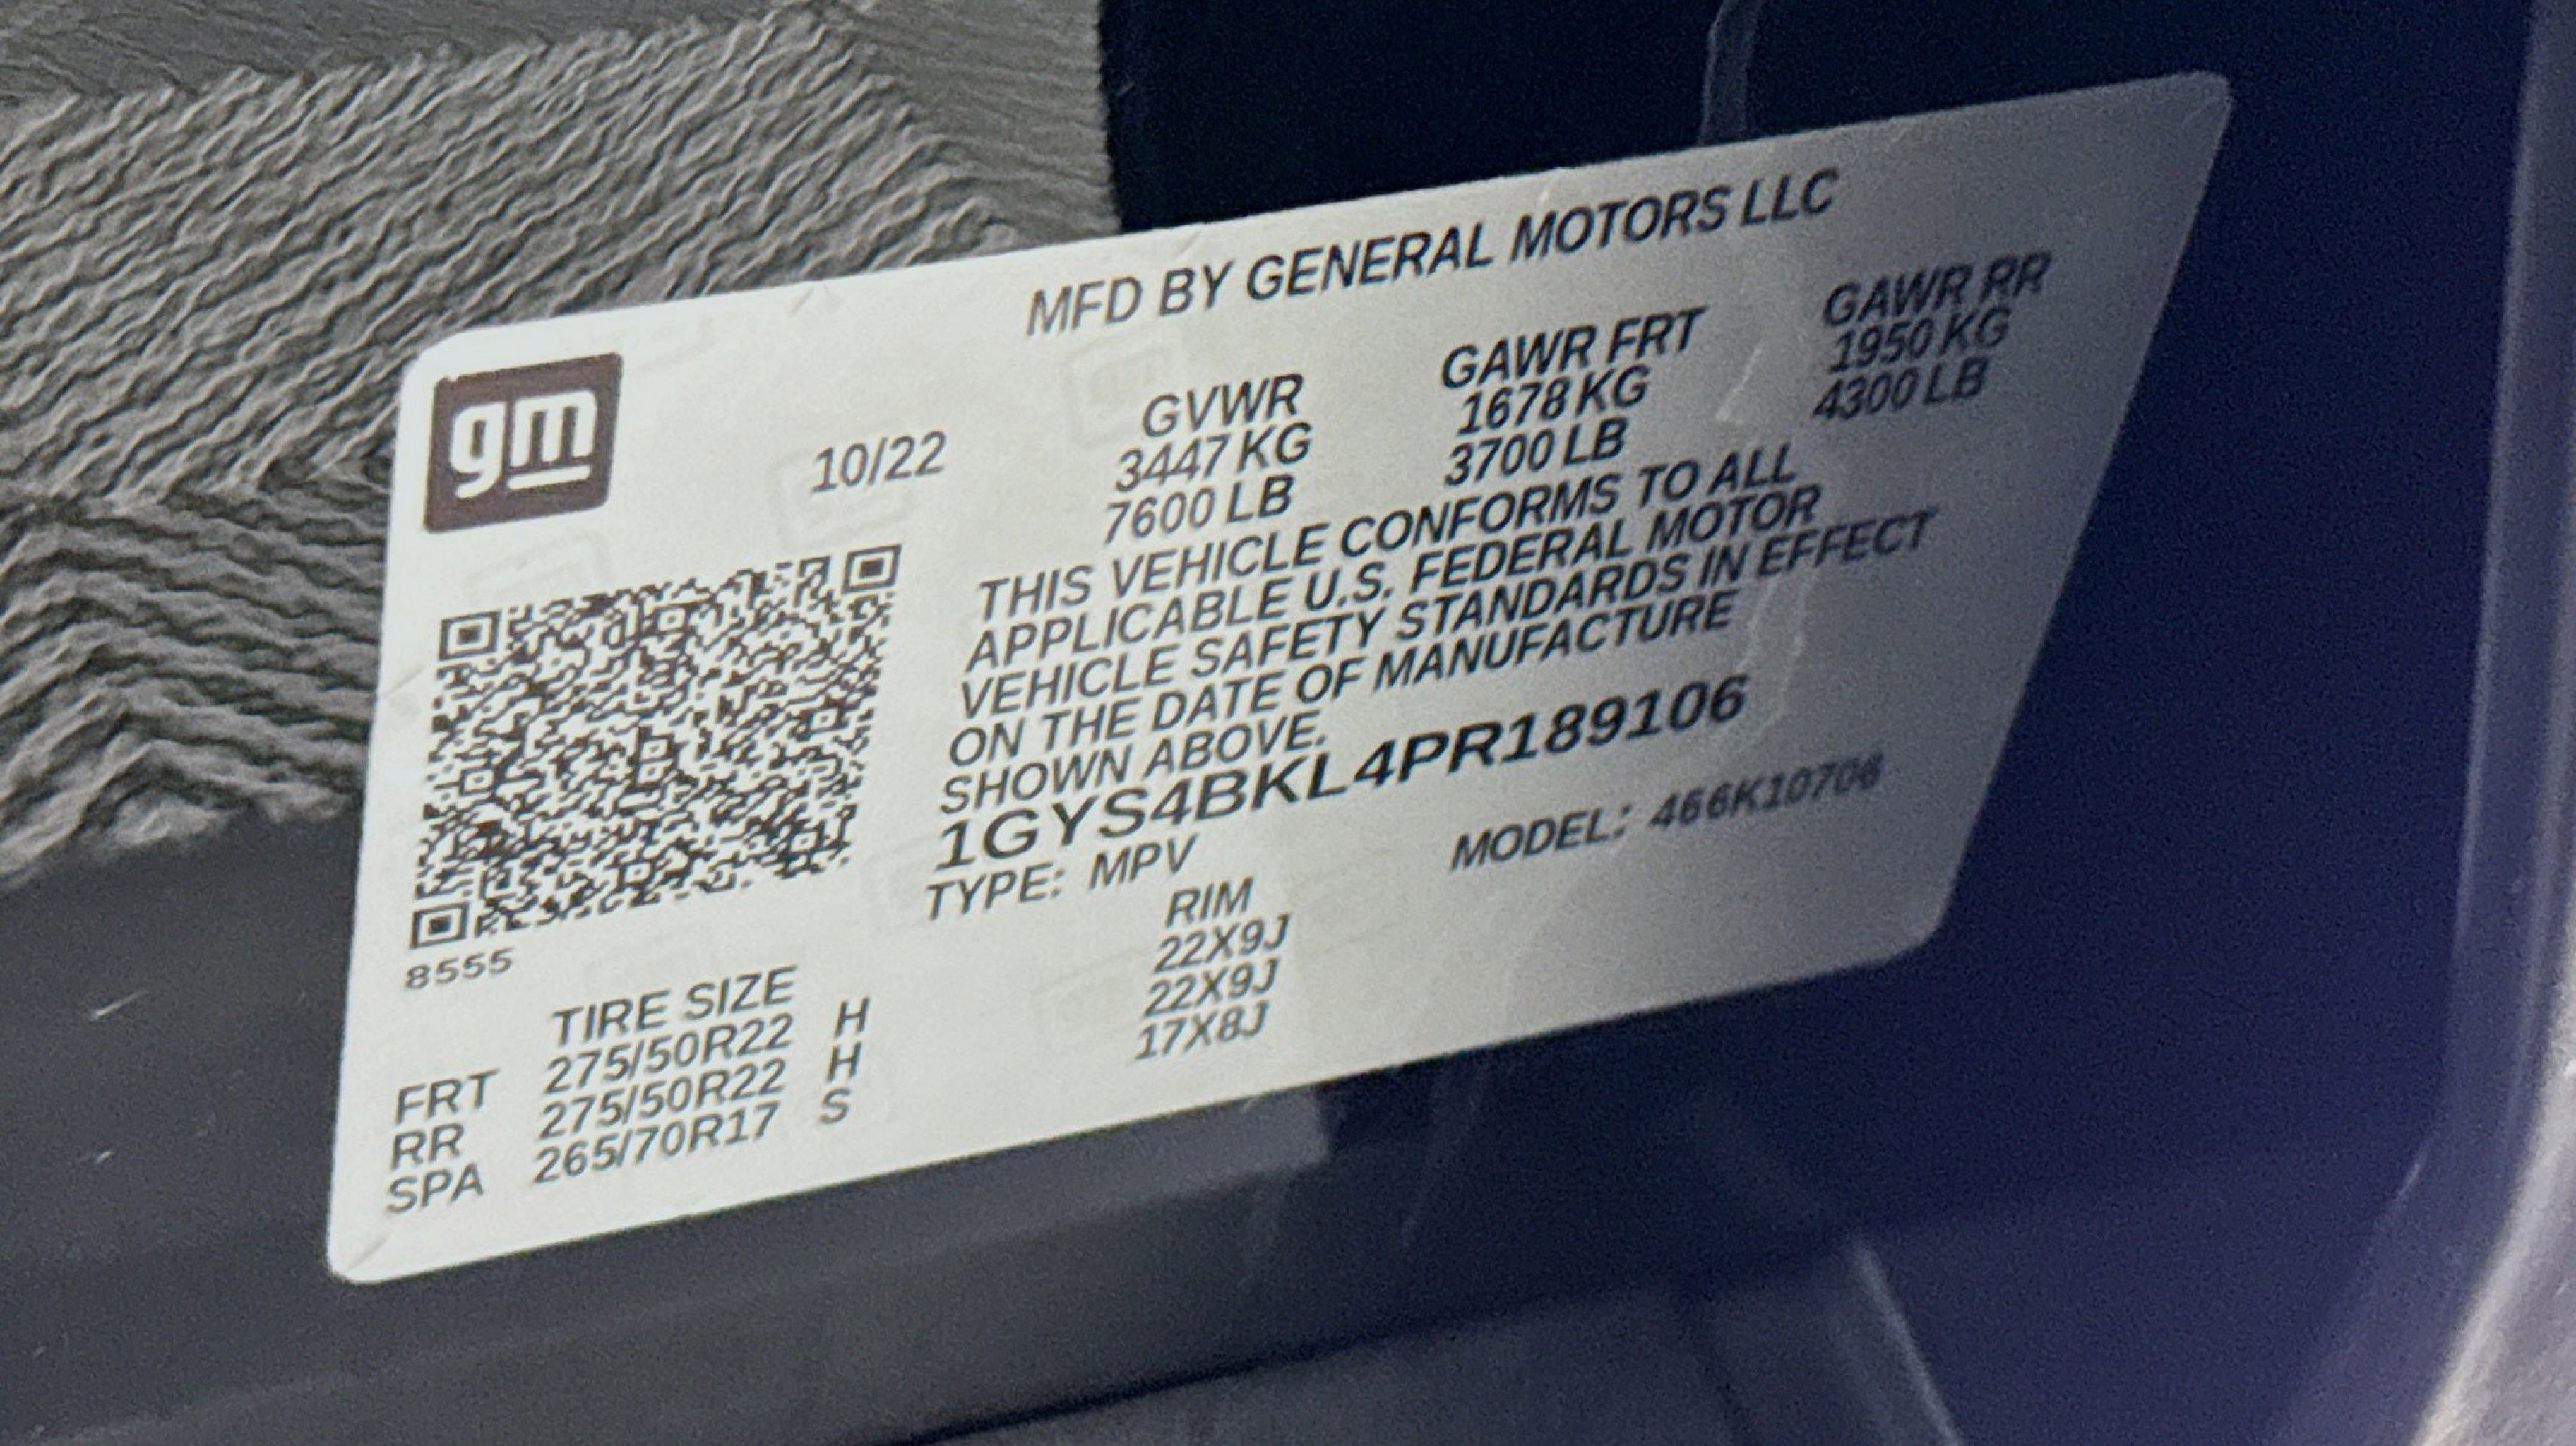 MFD BY GENERAL MOTORS LLC
gm
10/22
GVWR GAWR FRT GAWR RR
3447 KG 1678 KG 1950 KG
7600 LB 3700 LB 4300 LB
THIS VEHICLE CONFORMS TO ALL
APPLICABLE U.S. FEDERAL MOTOR
VEHICLE SAFETY STANDARDS IN EFFECT
ON THE DATE OF MANUFACTURE
SHOWN ABOVE.
1GYS4BKL4PR189106
TYPE: MPV MODEL: 466K10706
8555
TIRE SIZE RIM
FRT 275/50R22 H 22X9J
RR 275/50R22 H 22X9J
SPA 265/70R17 S 17X8J